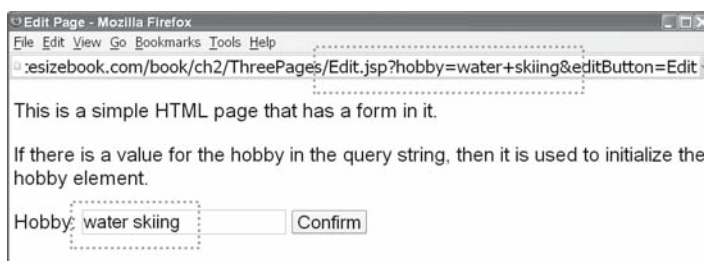 Edit Page - Mozilla Firefox
File Edit View Go Bookmarks Tools Help
:esizebook.com/book/ch2/ThreePages/Edit.jsp?hobby=water+skiing&editButton=Edit
This is a simple HTML page that has a form in it.
If there is a value for the hobby in the query string, then it is used to initialize the
hobby element.
Hobby: water skiing Confirm